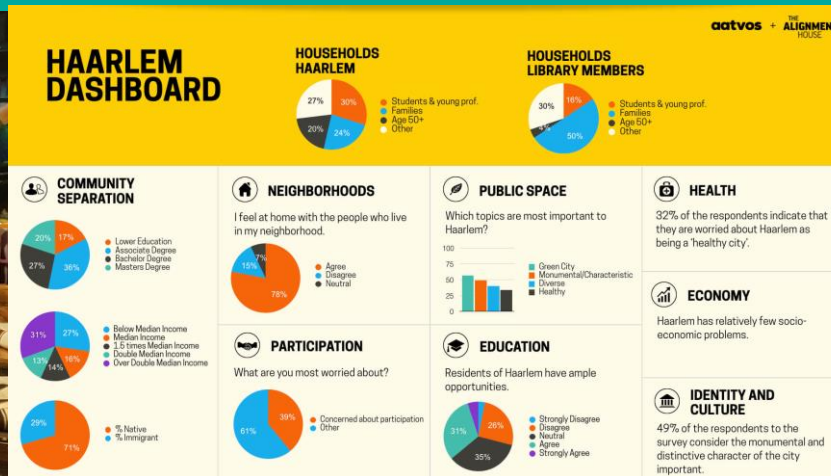 aatvos + THE ALIGNMEN
HOUSE
HAARLEM
DASHBOARD
HOUSEHOLDS
HAARLEM
27%
30%
20%
24%
Students & young prof.
Families
Age 50+
Other
HOUSEHOLDS
LIBRARY MEMBERS
30%
16%
50%
Students & young prof.
Families
Age 50+
Other
COMMUNITY
SEPARATION
20%
17%
27%
36%
Lower Education
Associate Degree
Bachelor Degree
Masters Degree
31%
27%
13%
14%
16%
Below Median Income
Median Income
1.5 times Median Income
Double Median Income
Over Double Median Income
29%
71%
% Native
% Immigrant
NEIGHBORHOODS
I feel at home with the people who live
in my neighborhood.
7%
15%
78%
Agree
Disagree
Neutral
PARTICIPATION
What are you most worried about?
39%
61%
Concerned about participation
Other
PUBLIC SPACE
Which topics are most important to
Haarlem?
100
75
50
25
0
Green City
Monumental/Characteristic
Diverse
Healthy
EDUCATION
Residents of Haarlem have ample
opportunities.
31%
26%
35%
Strongly Disagree
Disagree
Neutral
Agree
Strongly Agree
HEALTH
32% of the respondents indicate that
they are worried about Haarlem as
being a 'healthy city'.
ECONOMY
Haarlem has relatively few socio-
economic problems.
IDENTITY AND
CULTURE
49% of the respondents to the
survey consider the monumental and
distinctive character of the city
important.